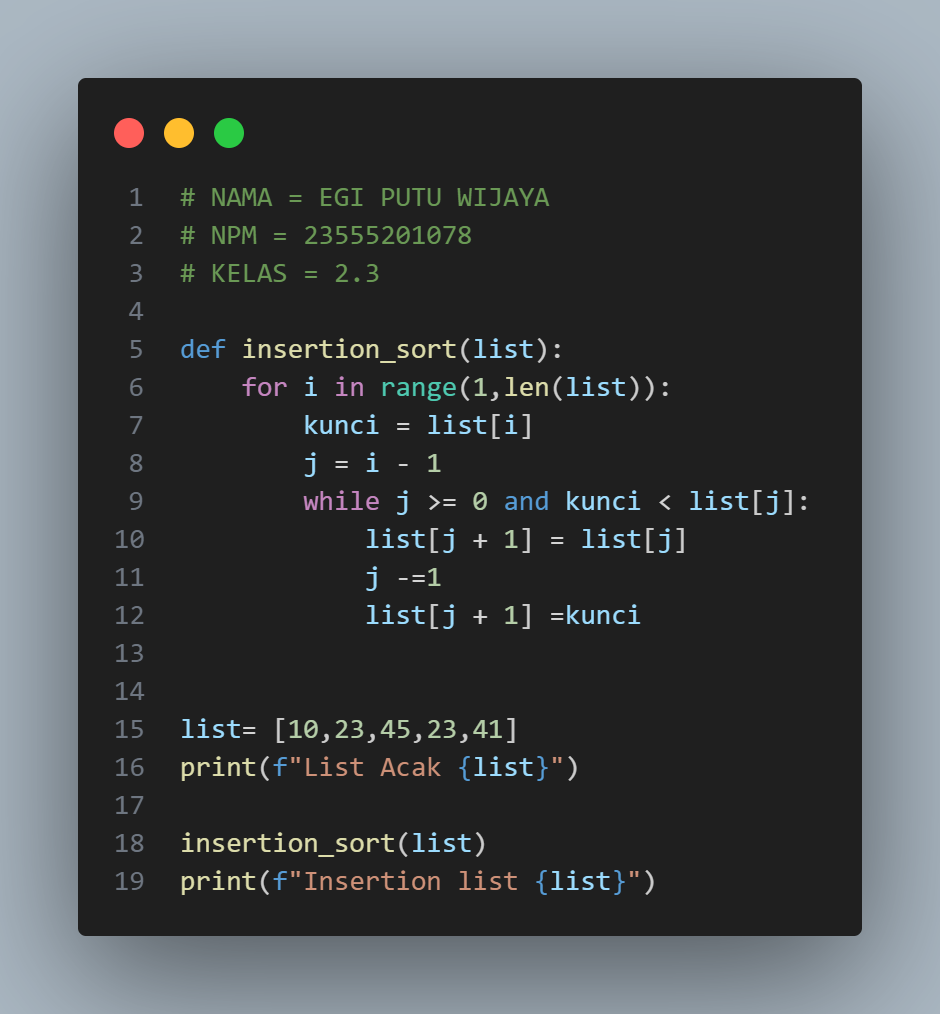 1 # NAMA = EGI PUTU WIJAYA
2 # NPM = 23555201078
3 # KELAS = 2.3
4
5 def insertion_sort(list):
6     for i in range(1,len(list)):
7         kunci = list[i]
8         j = i - 1
9         while j >= 0 and kunci < list[j]:
10             list[j + 1] = list[j]
11             j -=1
12             list[j + 1] =kunci
13
14
15 list= [10,23,45,23,41]
16 print(f"List Acak {list}")
17
18 insertion_sort(list)
19 print(f"Insertion list {list}")